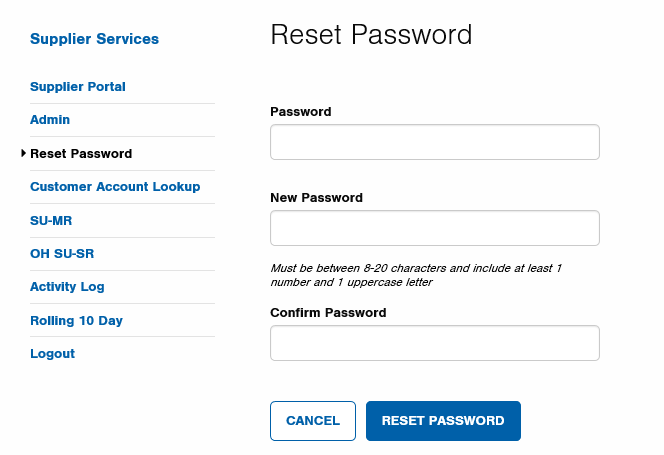 Supplier Services
Supplier Portal
Admin
Reset Password
Customer Account Lookup
SU-MR
OH SU-SR
Activity Log
Rolling 10 Day
Logout
Reset Password
Password
New Password
Must be between 8-20 characters and include at least 1
number and 1 uppercase letter
Confirm Password
CANCEL
RESET PASSWORD